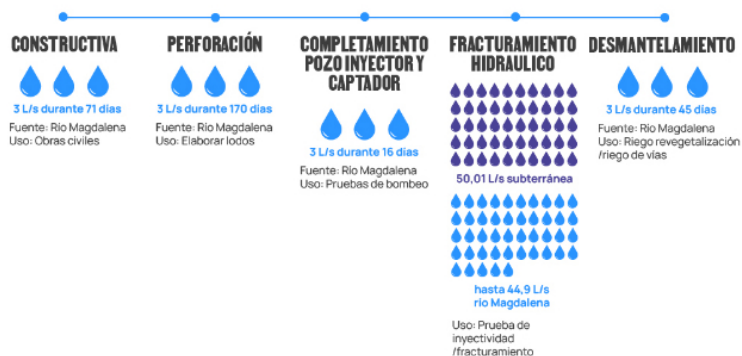 CONSTRUCTIVA
3 L/s durante 71 días
Fuente: Río Magdalena
Uso: Obras civiles
PERFORACIÓN
3 L/s durante 170 días
Fuente: Río Magdalena
Uso: Elaborar lodos
COMPLETAMIENTO
POZO INYECTOR Y
CAPTADOR
3 L/s durante 16 días
Fuente: Río Magdalena
Uso: Pruebas de bombeo
FRACTURAMIENTO
HIDRAULICO
50,01 L/s subterránea
hasta 44,9 L/s
río Magdalena
Uso: Prueba de
inyectividad
/fracturamiento
DESMANTELAMIENTO
3 L/s durante 45 días
Fuente: Río Magdalena
Uso: Riego revegetalización
/riego de vías